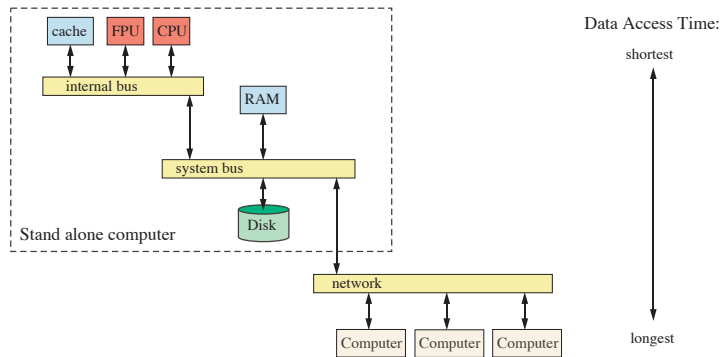 Data Access Time:
cache
FPU
CPU
shortest
internal bus
RAM
system bus
Disk
Stand alone computer
network
Computer
Computer
Computer
longest